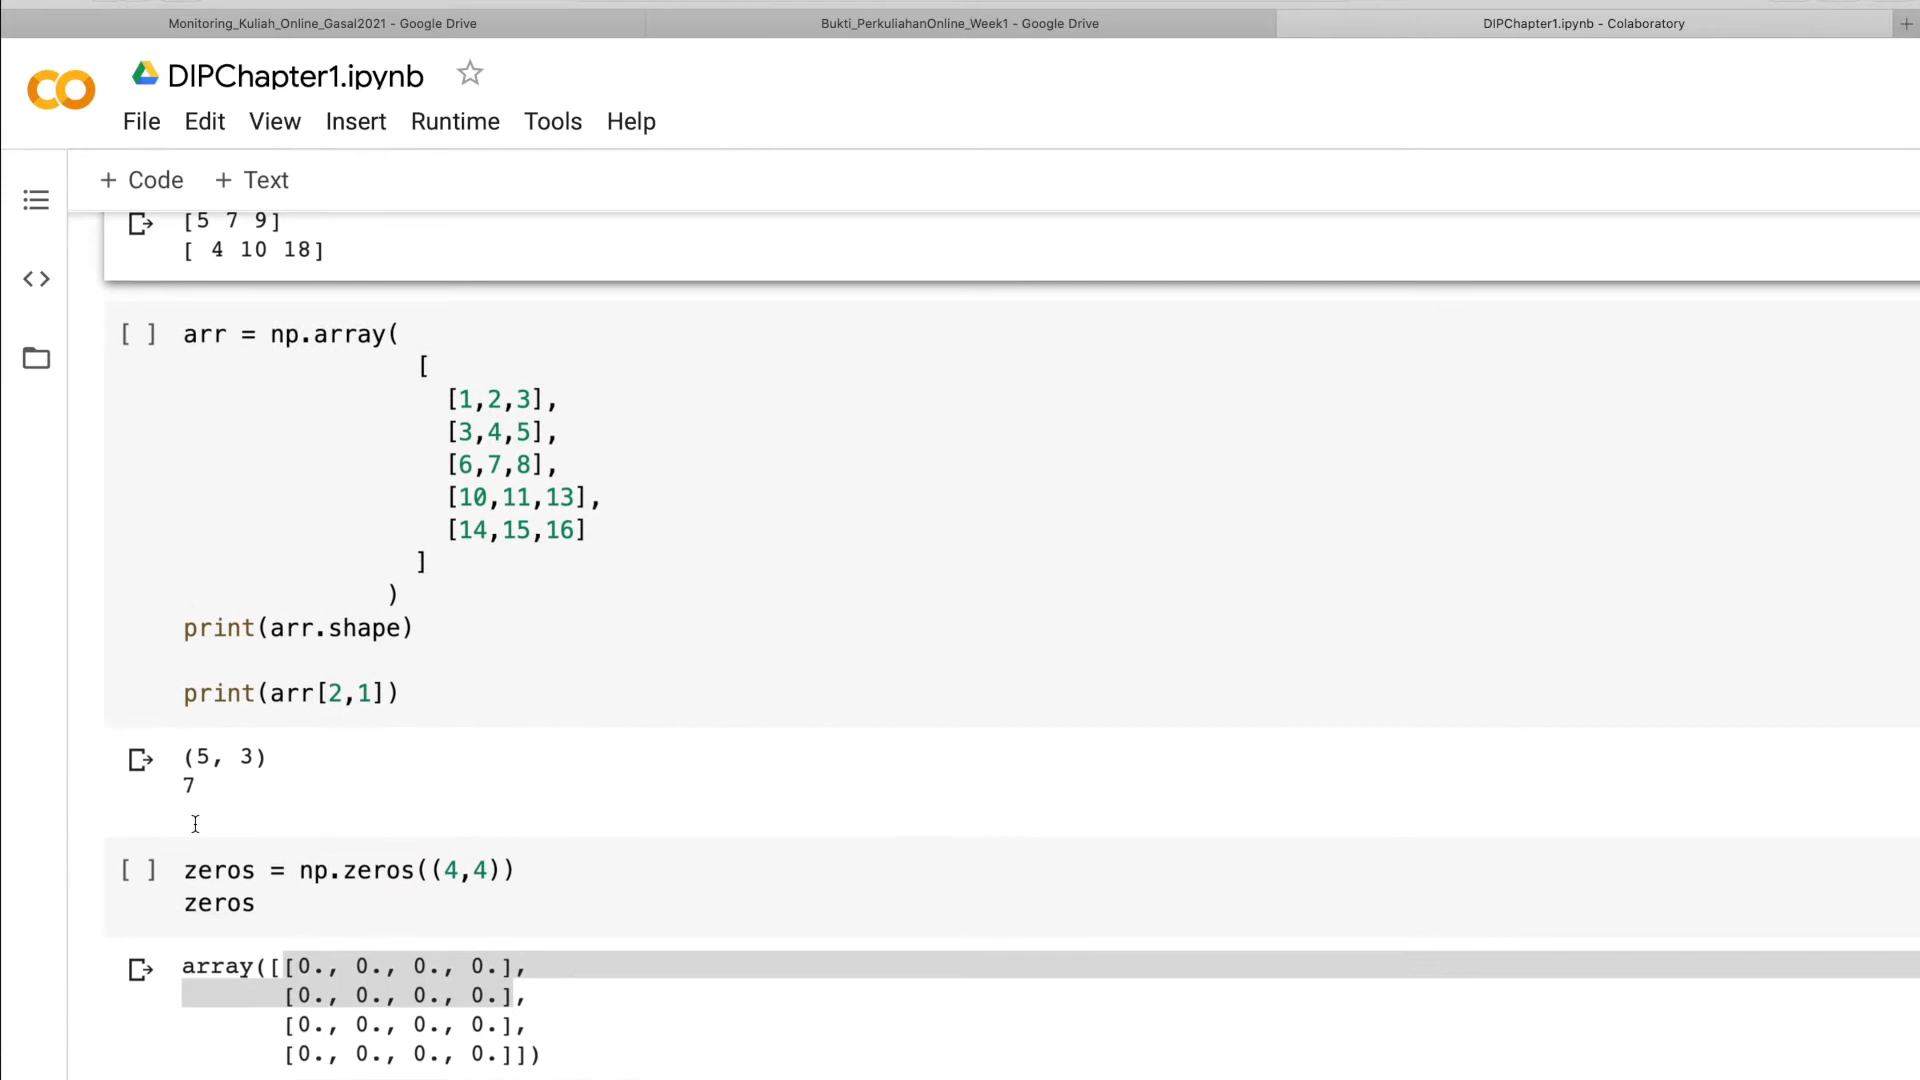 Monitoring_Kuliah_Online_Gasal2021 - Google Drive
Bukti_PerkuliahanOnline_Week1 - Google Drive
DIPChapter1.ipynb - Colaboratory
+
CO
DIPChapter1.ipynb
File Edit View Insert Runtime Tools Help
+ Code + Text
[5 7 9]
[ 4 10 18]
[ ] arr = np.array(
[
[1,2,3],
[3,4,5],
[6,7,8],
[10,11,13],
[14,15,16]
]
)
print(arr.shape)
print(arr[2,1])
(5, 3)
7
[ ] zeros = np.zeros((4,4))
zeros
array([[0., 0., 0., 0.],
[0., 0., 0., 0.],
[0., 0., 0., 0.],
[0., 0., 0., 0.]])